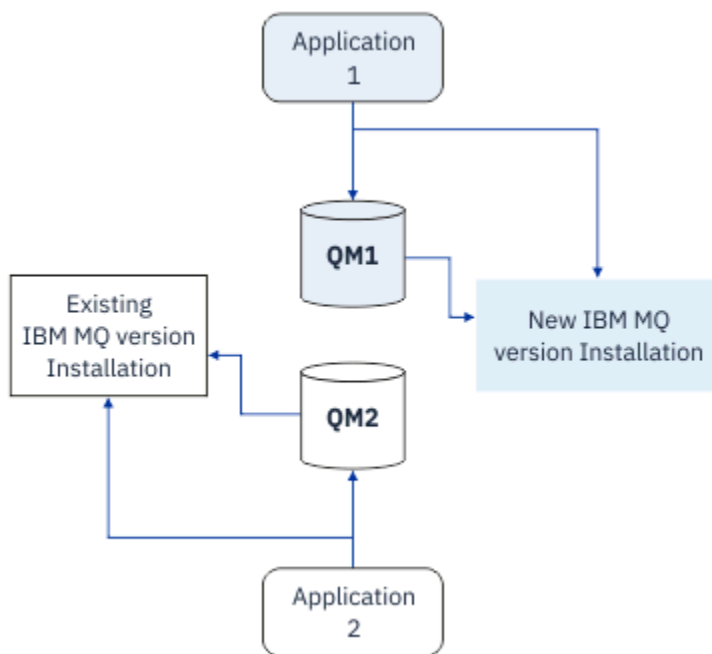 Application
1
QM1
Existing
IBM MQ version
Installation
New IBM MQ
version Installation
QM2
Application
2